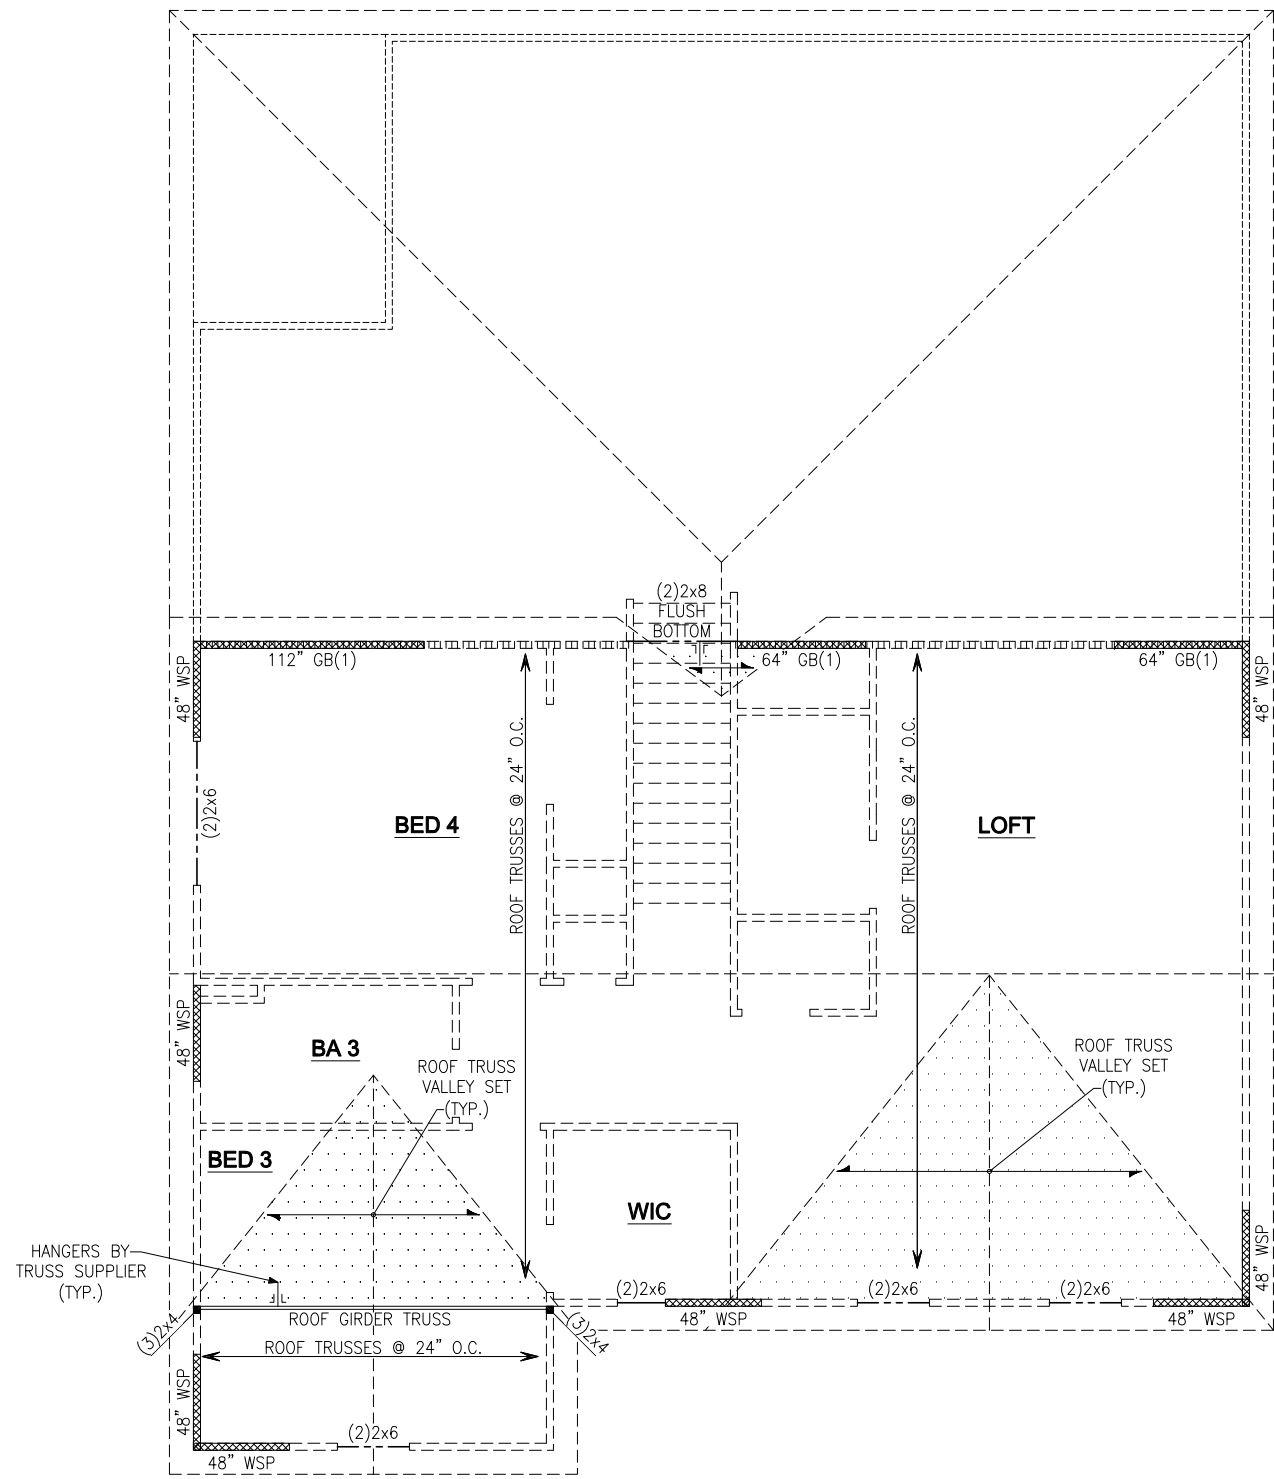 (2)2x8
FLUSH
BOTTOM
112" GB(1)
64" GB(1)
64" GB(1)
48" WSP
48" WSP
(2)2x6
ROOF TRUSSES @ 24" O.C.
ROOF TRUSSES @ 24" O.C.
BED 4
LOFT
48" WSP
BA 3
ROOF TRUSS
VALLEY SET
(TYP.)
ROOF TRUSS
VALLEY SET
(TYP.)
BED 3
WIC
HANGERS BY
TRUSS SUPPLIER
(TYP.)
48" WSP
(2)2x6
(2)2x6
(2)2x6
ROOF GIRDER TRUSS
48" WSP
48" WSP
(3)2x4
(3)2x4
ROOF TRUSSES @ 24" O.C.
48" WSP
(2)2x6
48" WSP